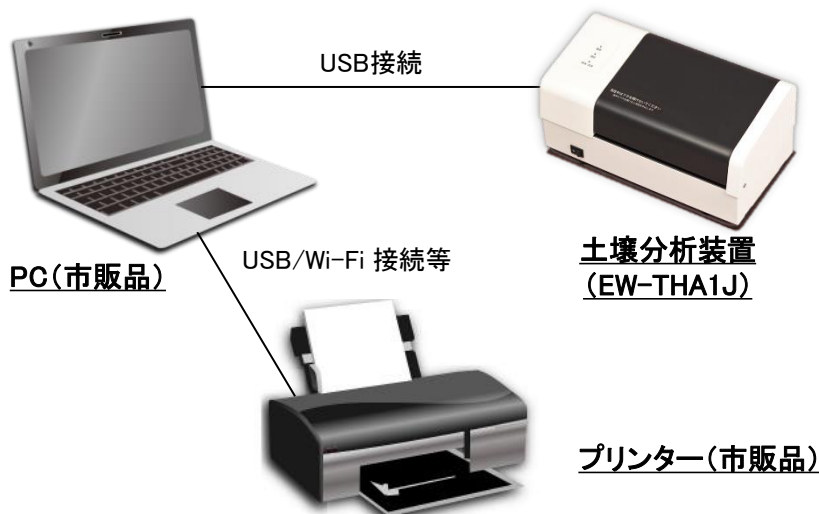 USB接続
土壌分析装置
(EW-THA1J)
PC(市販品)
USB/Wi-Fi 接続等
プリンター(市販品)